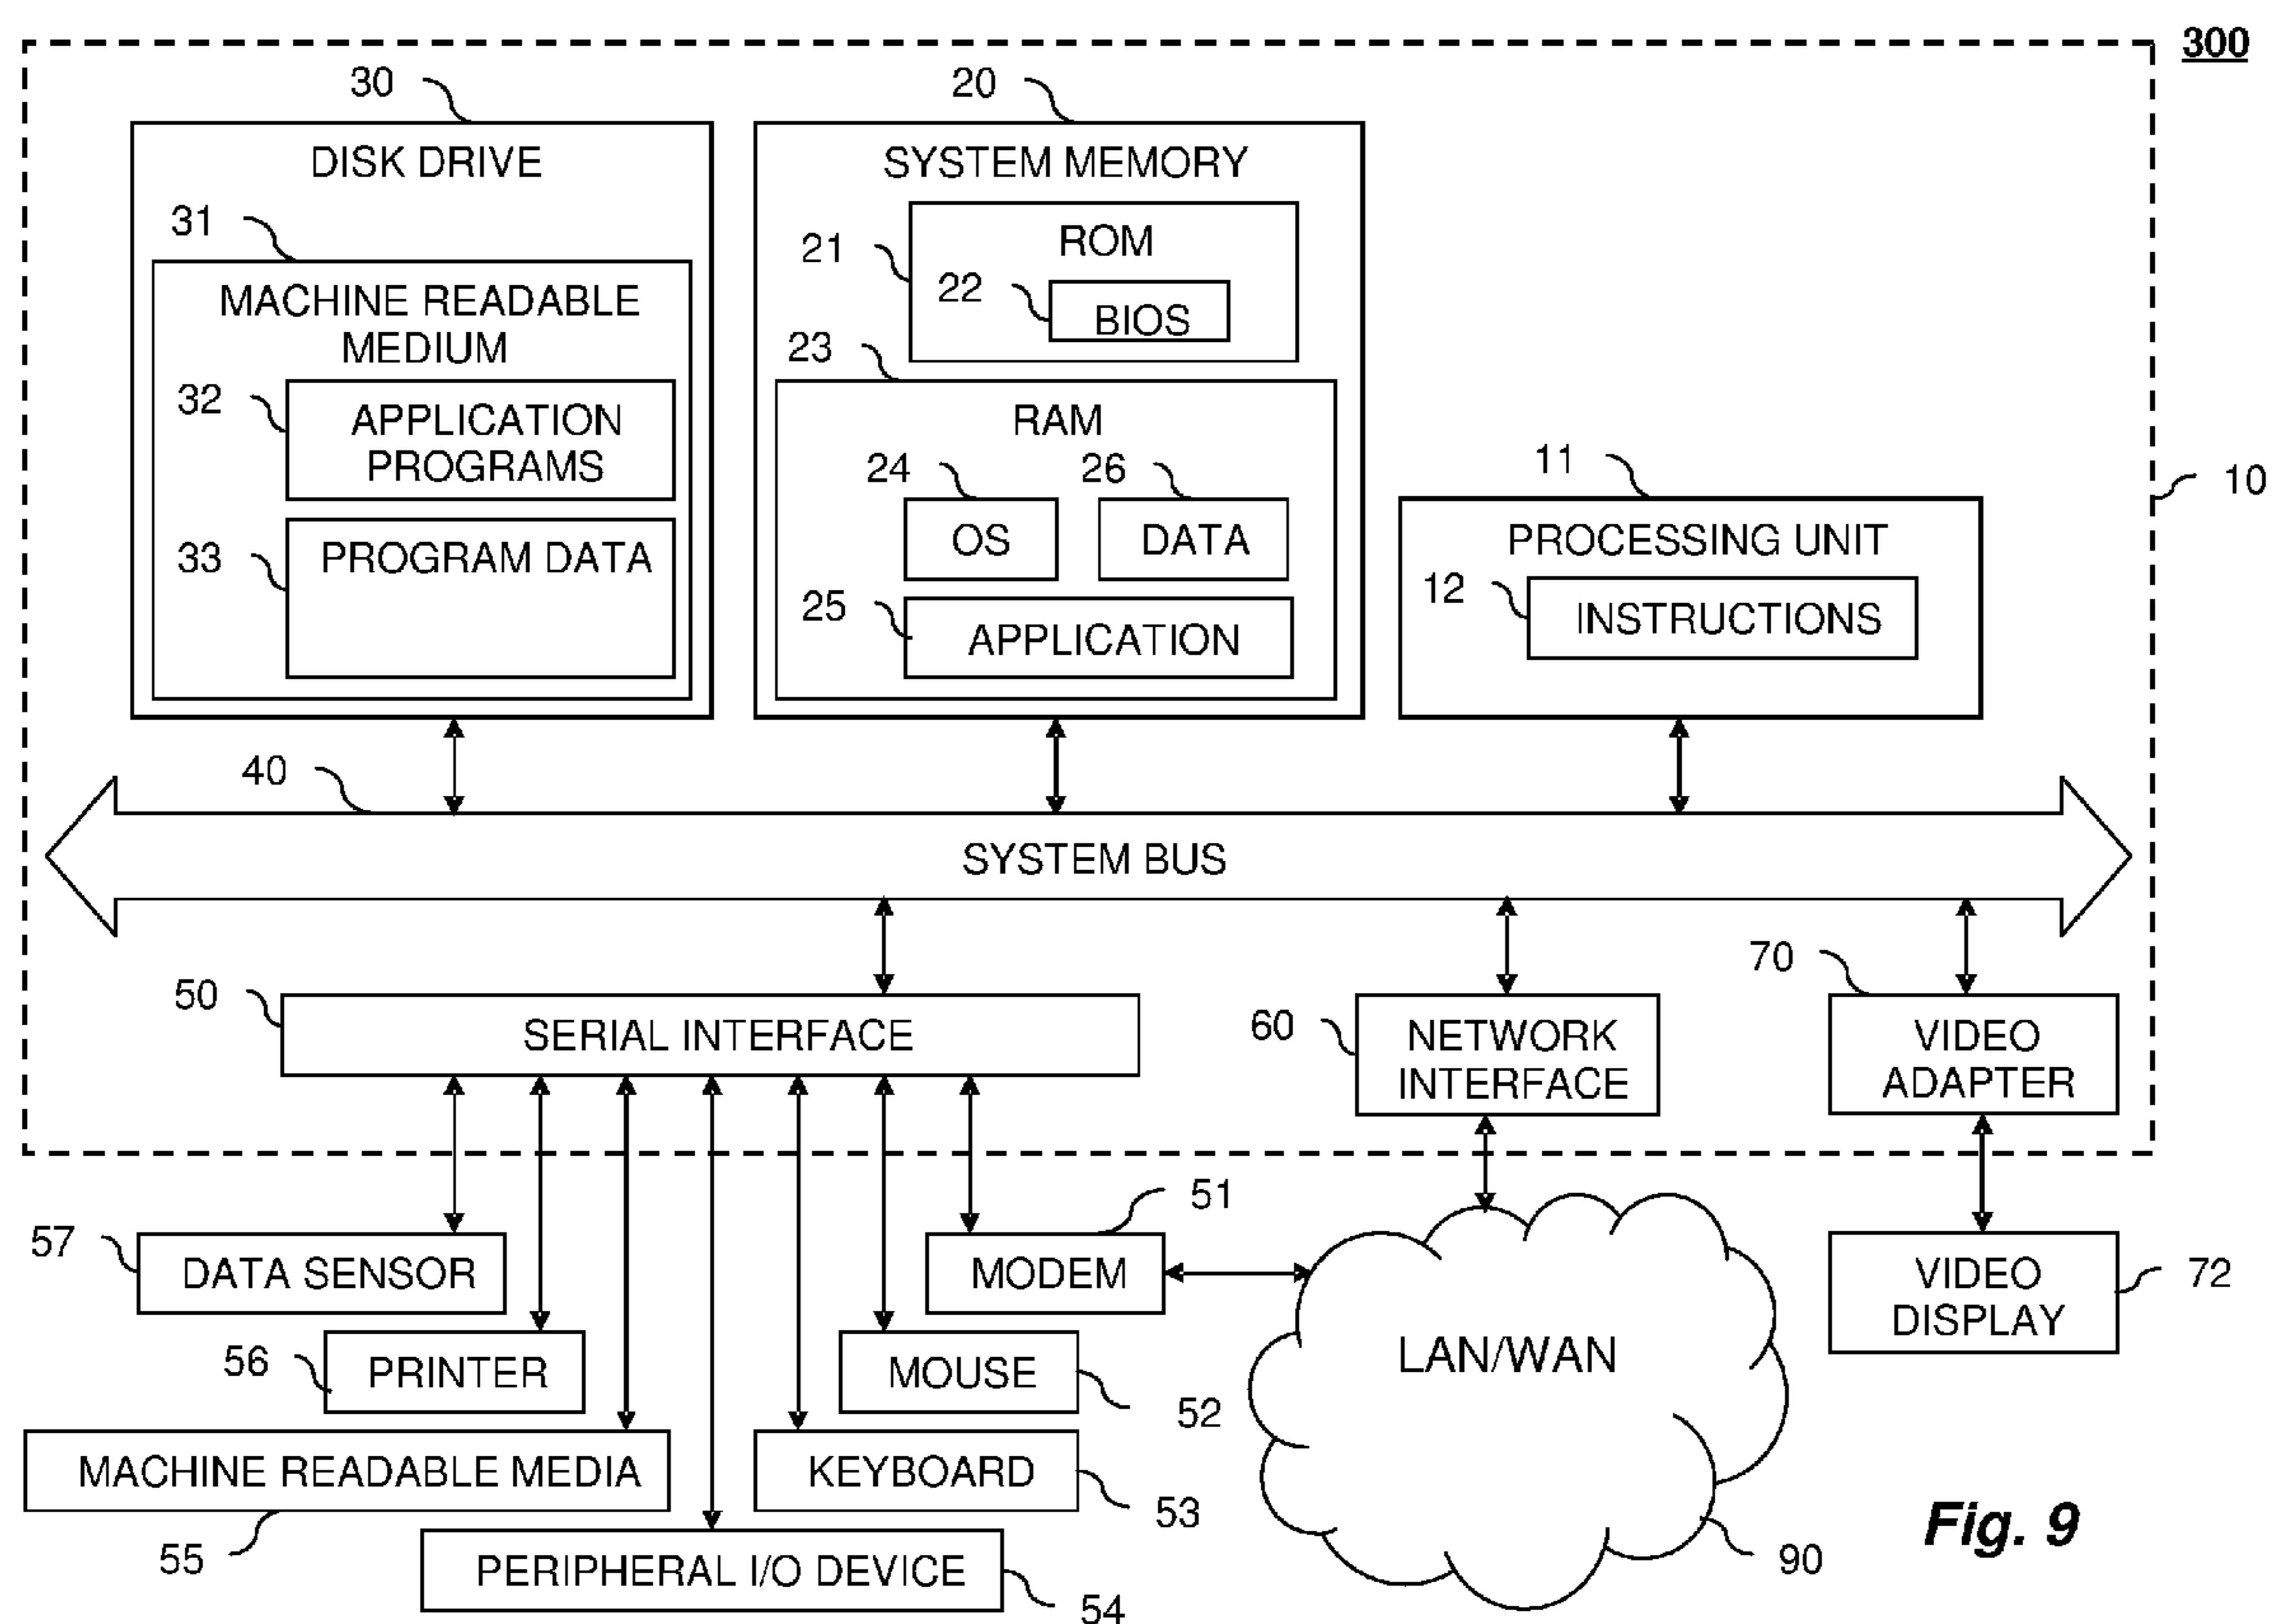 300
30
20
DISK DRIVE
SYSTEM MEMORY
31
21
ROM
22
BIOS
MACHINE READABLE
MEDIUM
23
32
APPLICATION
PROGRAMS
RAM
24
26
11
10
33
PROGRAM DATA
OS
DATA
PROCESSING UNIT
12
INSTRUCTIONS
25
APPLICATION
40
SYSTEM BUS
70
50
SERIAL INTERFACE
60
NETWORK
INTERFACE
VIDEO
ADAPTER
51
57
DATA SENSOR
MODEM
VIDEO
DISPLAY
72
56
PRINTER
MOUSE
52
LAN/WAN
MACHINE READABLE MEDIA
KEYBOARD
53
55
PERIPHERAL I/O DEVICE
54
90
Fig. 9